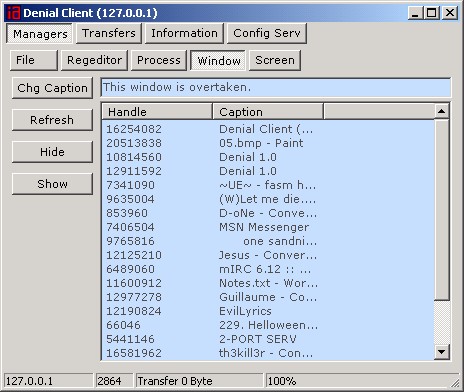 Denial Client (127.0.0.1)
Managers Transfers Information Config Serv
File Regeditor Process Window Screen
Chg Caption This window is overtaken.
Handle Caption
Refresh
Hide
Show
16254082 Denial Client (...
20513838 05.bmp - Paint
10814560 Denial 1.0
12911592 Denial 1.0
7341090 ~UE~ - fasm h...
9635004 (W)Let me die....
853960 D-oNe - Conve...
7406504 MSN Messenger
9765816 one sandni...
12125210 Jesus - Conver...
6489060 mIRC 6.12 :: ...
11600912 Notes.txt - Wor...
12977278 Guillaume - Co...
12190824 EvilLyrics
66046 229. Helloween...
5441146 2-PORT SERV
16581962 th3kill3r - Con...
127.0.0.1 2864 Transfer 0 Byte 100%